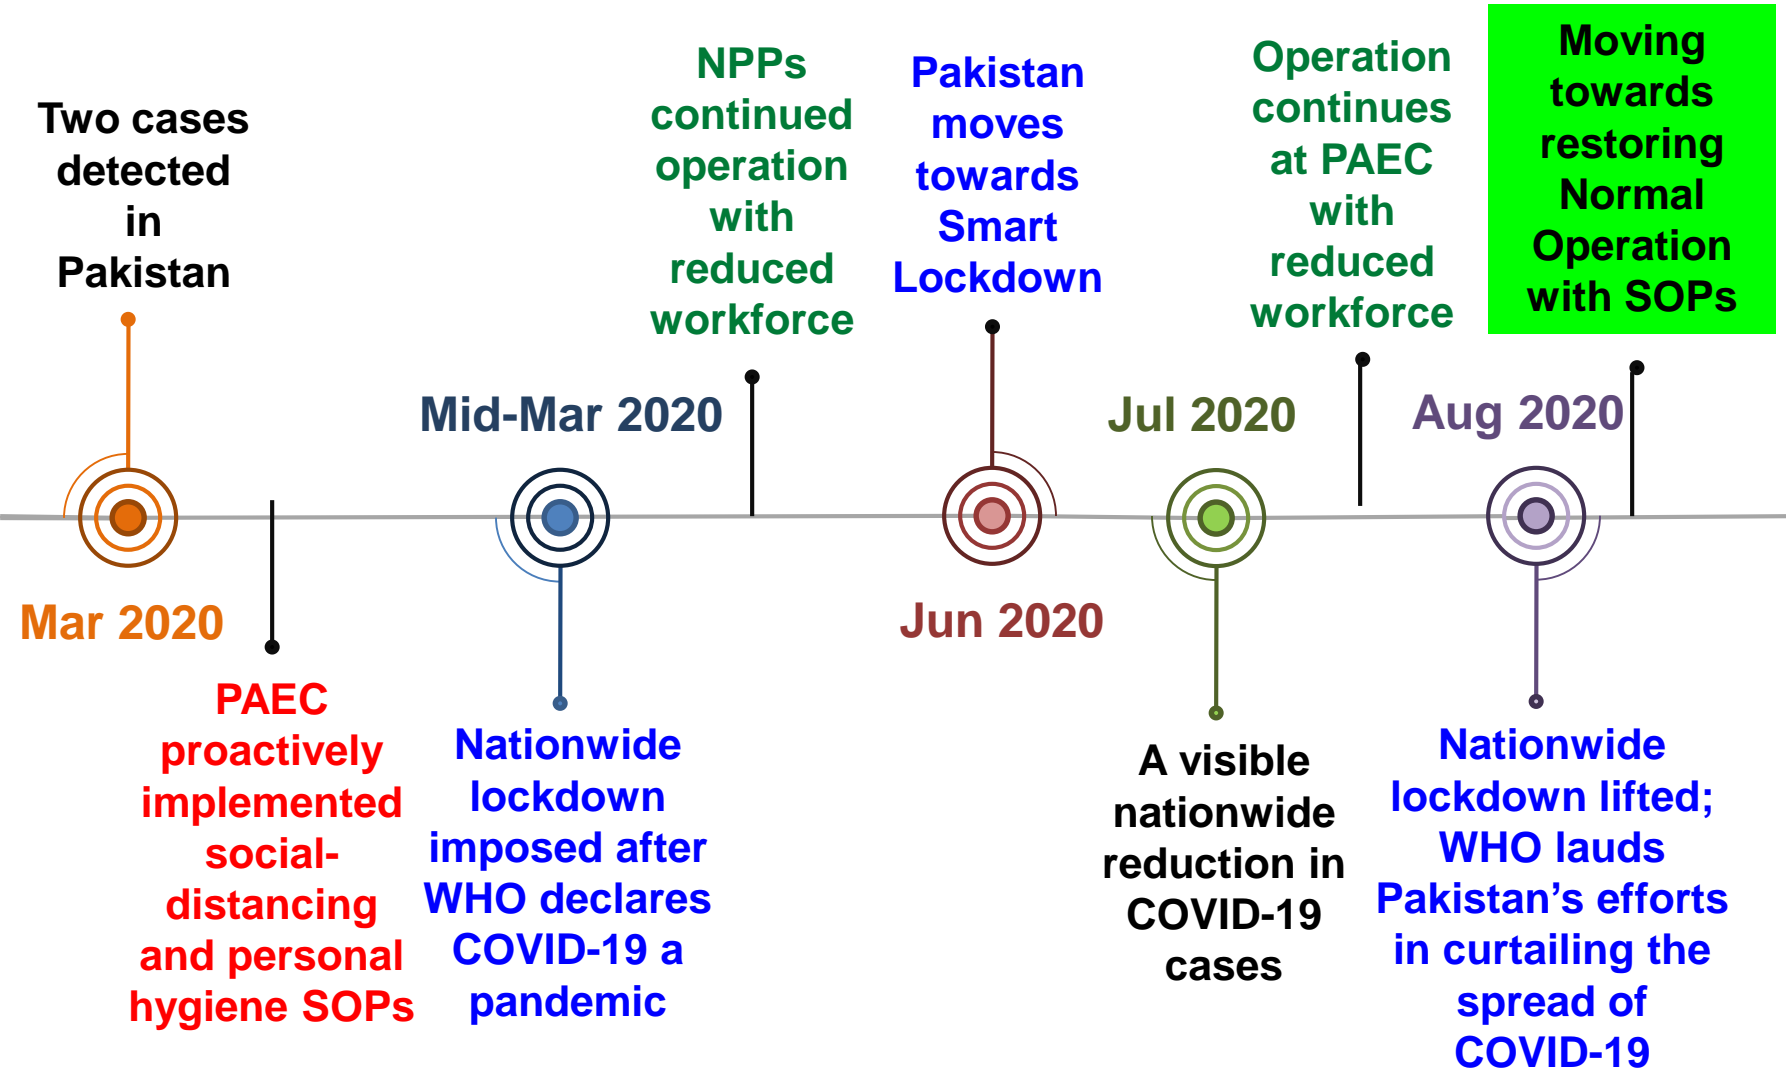 Two cases
detected
in
Pakistan
Mar 2020
PAEC
proactively
implemented
social-
distancing
and personal
hygiene SOPs
Mid-Mar 2020
Nationwide
lockdown
imposed after
WHO declares
COVID-19 a
pandemic
NPPs
continued
operation
with
reduced
workforce
Pakistan
moves
towards
Smart
Lockdown
Jun 2020
Jul 2020
A visible
nationwide
reduction in
COVID-19
cases
Operation
continues
at PAEC
with
reduced
workforce
Aug 2020
Nationwide
lockdown lifted;
WHO lauds
Pakistan’s efforts
in curtailing the
spread of
COVID-19
Moving
towards
restoring
Normal
Operation
with SOPs